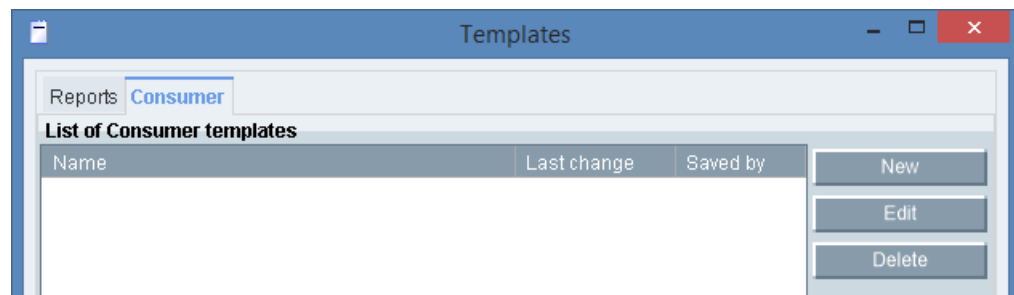 Templates
Reports Consumer
List of Consumer templates
Name Last change Saved by
New
Edit
Delete